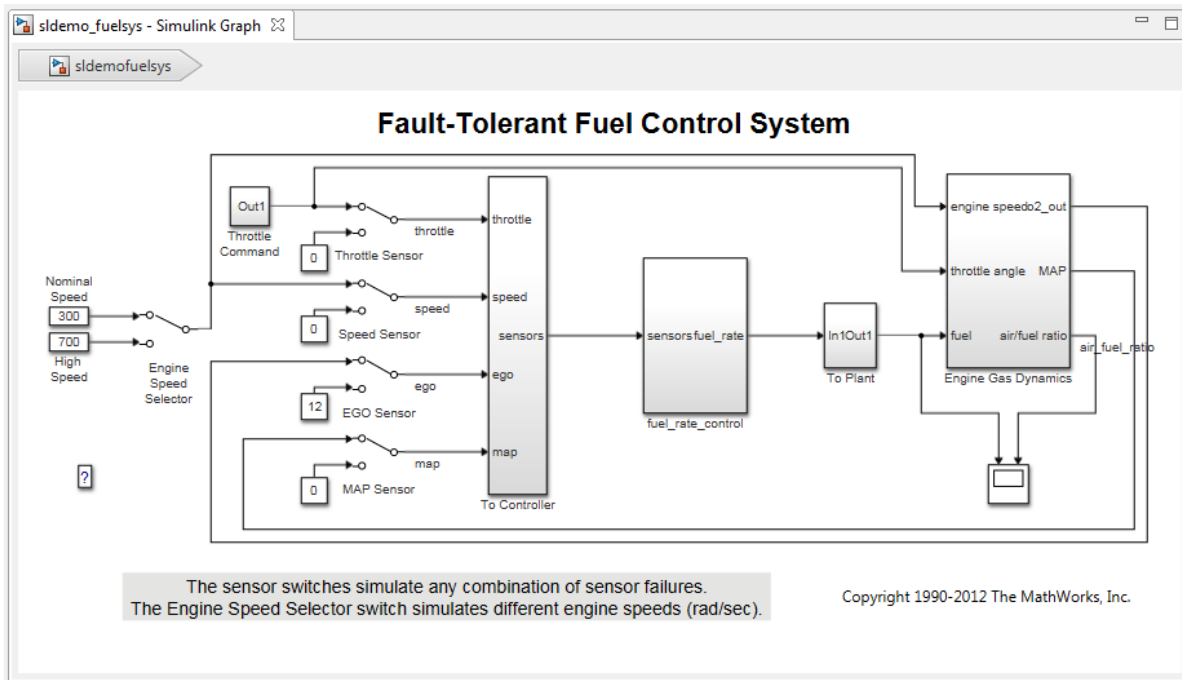 sldemo_fuelsys - Simulink Graph
sldemofuelsys
Fault-Tolerant Fuel Control System
Out1
Throttle
Command
throttle
0
Throttle Sensor
throttle
engine speed
o2_out
throttle angle
MAP
fuel
air/fuel ratio
air_fuel_ratio
Engine Gas Dynamics
Nominal
Speed
300
700
High
Speed
Engine
Speed
Selector
speed
0
Speed Sensor
speed
sensors
sensors
fuel_rate
fuel_rate_control
In1
Out1
To Plant
ego
12
EGO Sensor
ego
map
0
MAP Sensor
map
To Controller
?
The sensor switches simulate any combination of sensor failures.
The Engine Speed Selector switch simulates different engine speeds (rad/sec).
Copyright 1990-2012 The MathWorks, Inc.